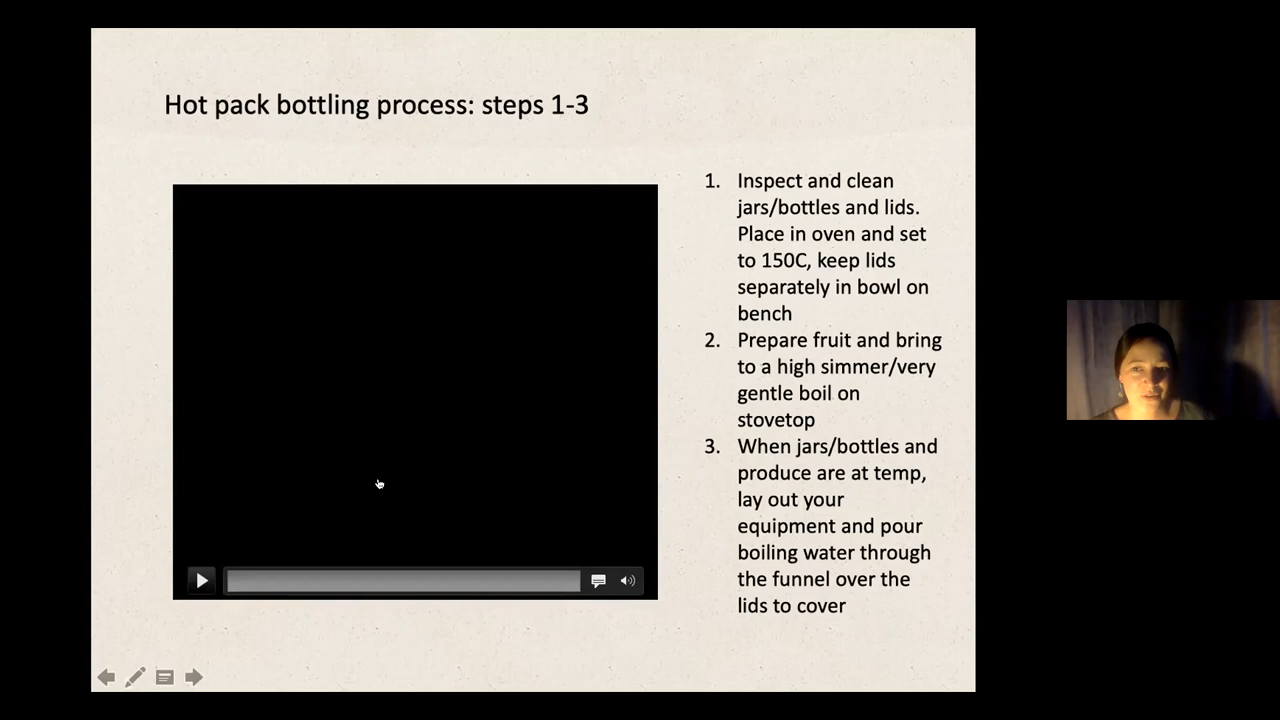 Hot pack bottling process: steps 1-3
1. Inspect and clean
jars/bottles and lids.
Place in oven and set
to 150C, keep lids
separately in bowl on
bench
2. Prepare fruit and bring
to a high simmer/very
gentle boil on
stovetop
3. When jars/bottles and
produce are at temp,
lay out your
equipment and pour
boiling water through
the funnel over the
lids to cover